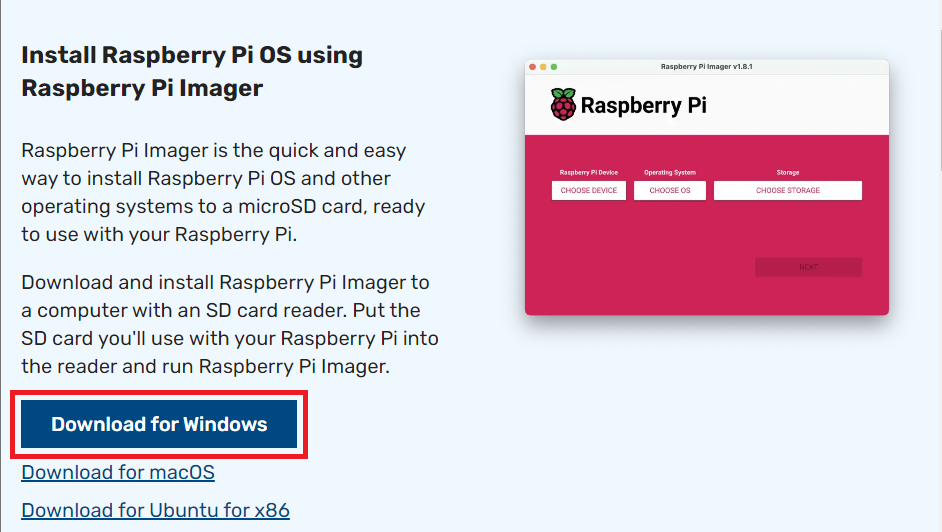 Install Raspberry Pi OS using
Raspberry Pi Imager
Raspberry Pi Imager is the quick and easy
way to install Raspberry Pi OS and other
operating systems to a microSD card, ready
to use with your Raspberry Pi.
Download and install Raspberry Pi Imager to
a computer with an SD card reader. Put the
SD card you'll use with your Raspberry Pi into
the reader and run Raspberry Pi Imager.
Download for Windows
Download for macOS
Download for Ubuntu for x86
Raspberry Pi Imager v1.8.1
Raspberry Pi
Raspberry Pi Device Operating System Storage
CHOOSE DEVICE CHOOSE OS CHOOSE STORAGE
NEXT